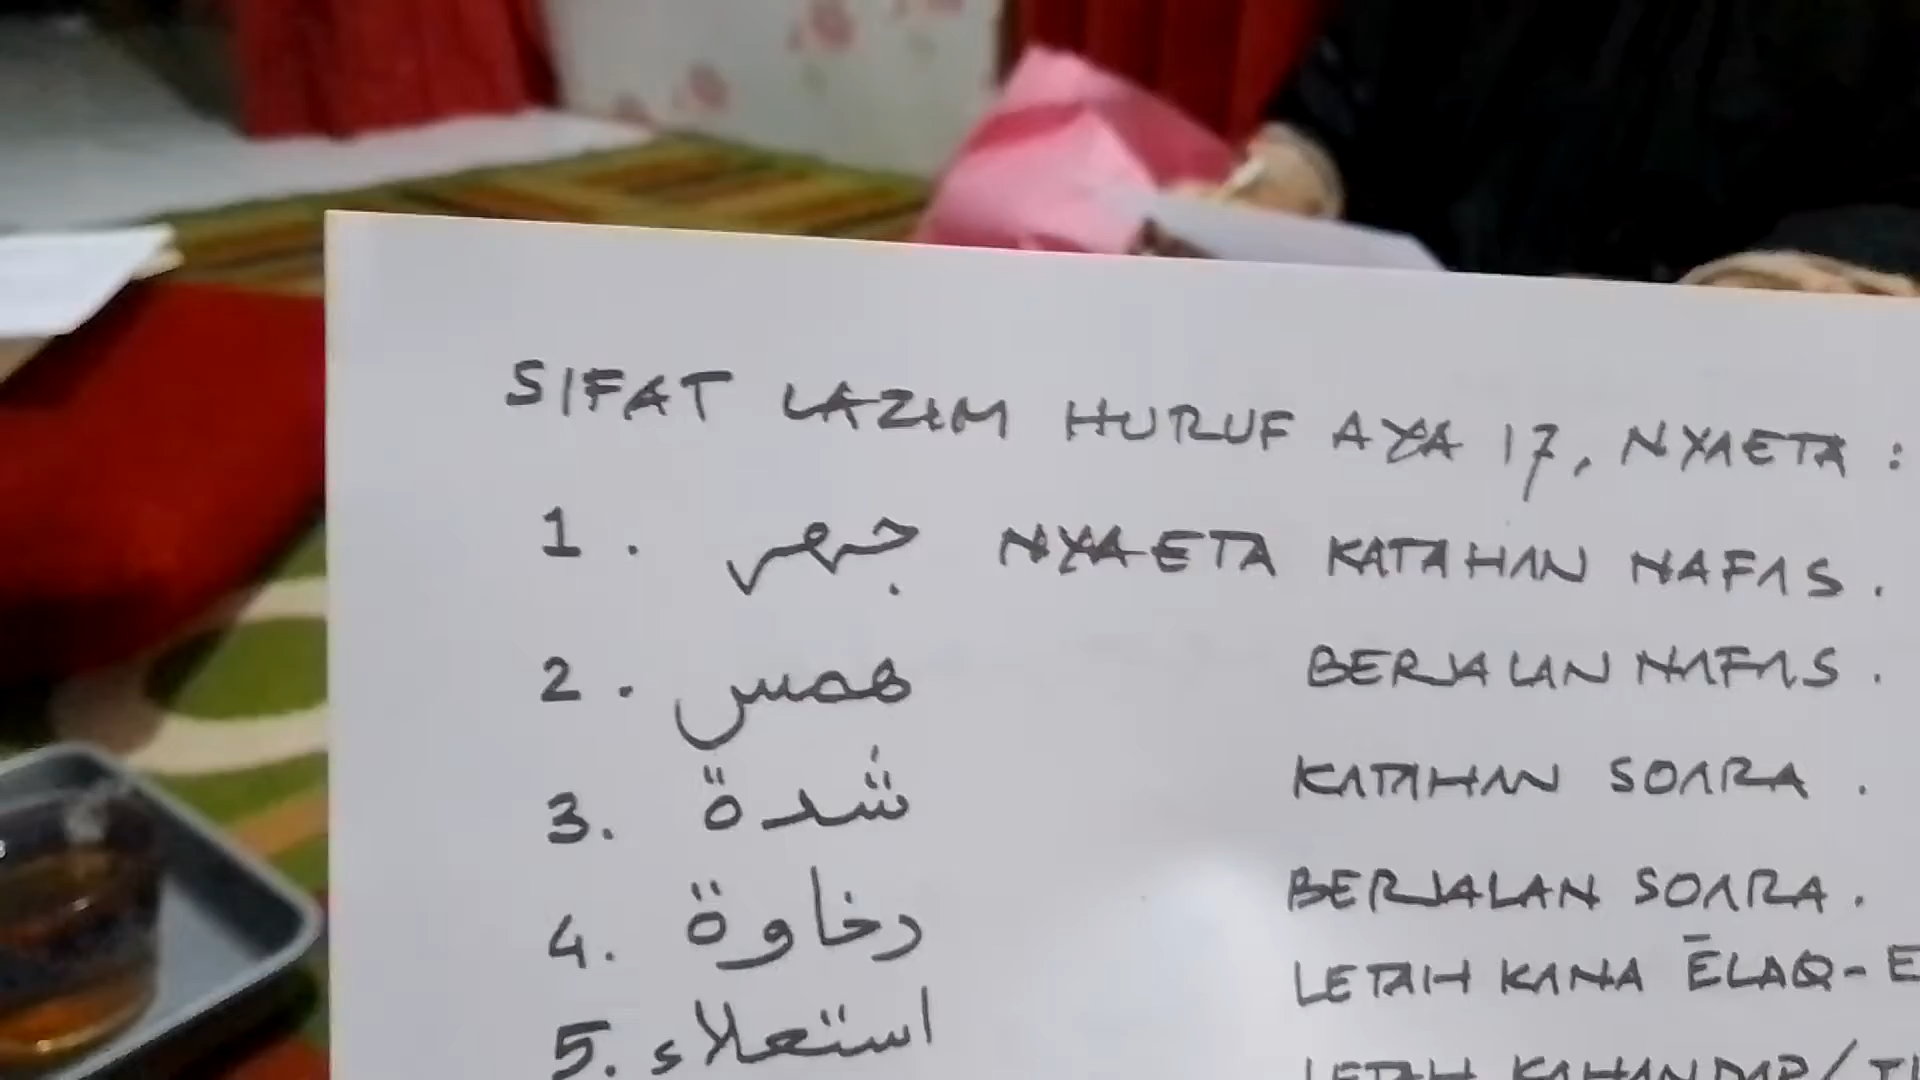 SIFAT LAZIM HURUF AYA 17, NYAETA :
1. جهر NYAETA KATAHAN NAFAS.
2. همس BERJALAN NAFAS.
3. شدة KATAHAN SOARA.
4. رخاوة BERJALAN SOARA.
5. استعلاء LETAH KANA ĒLAQ-
LETAH